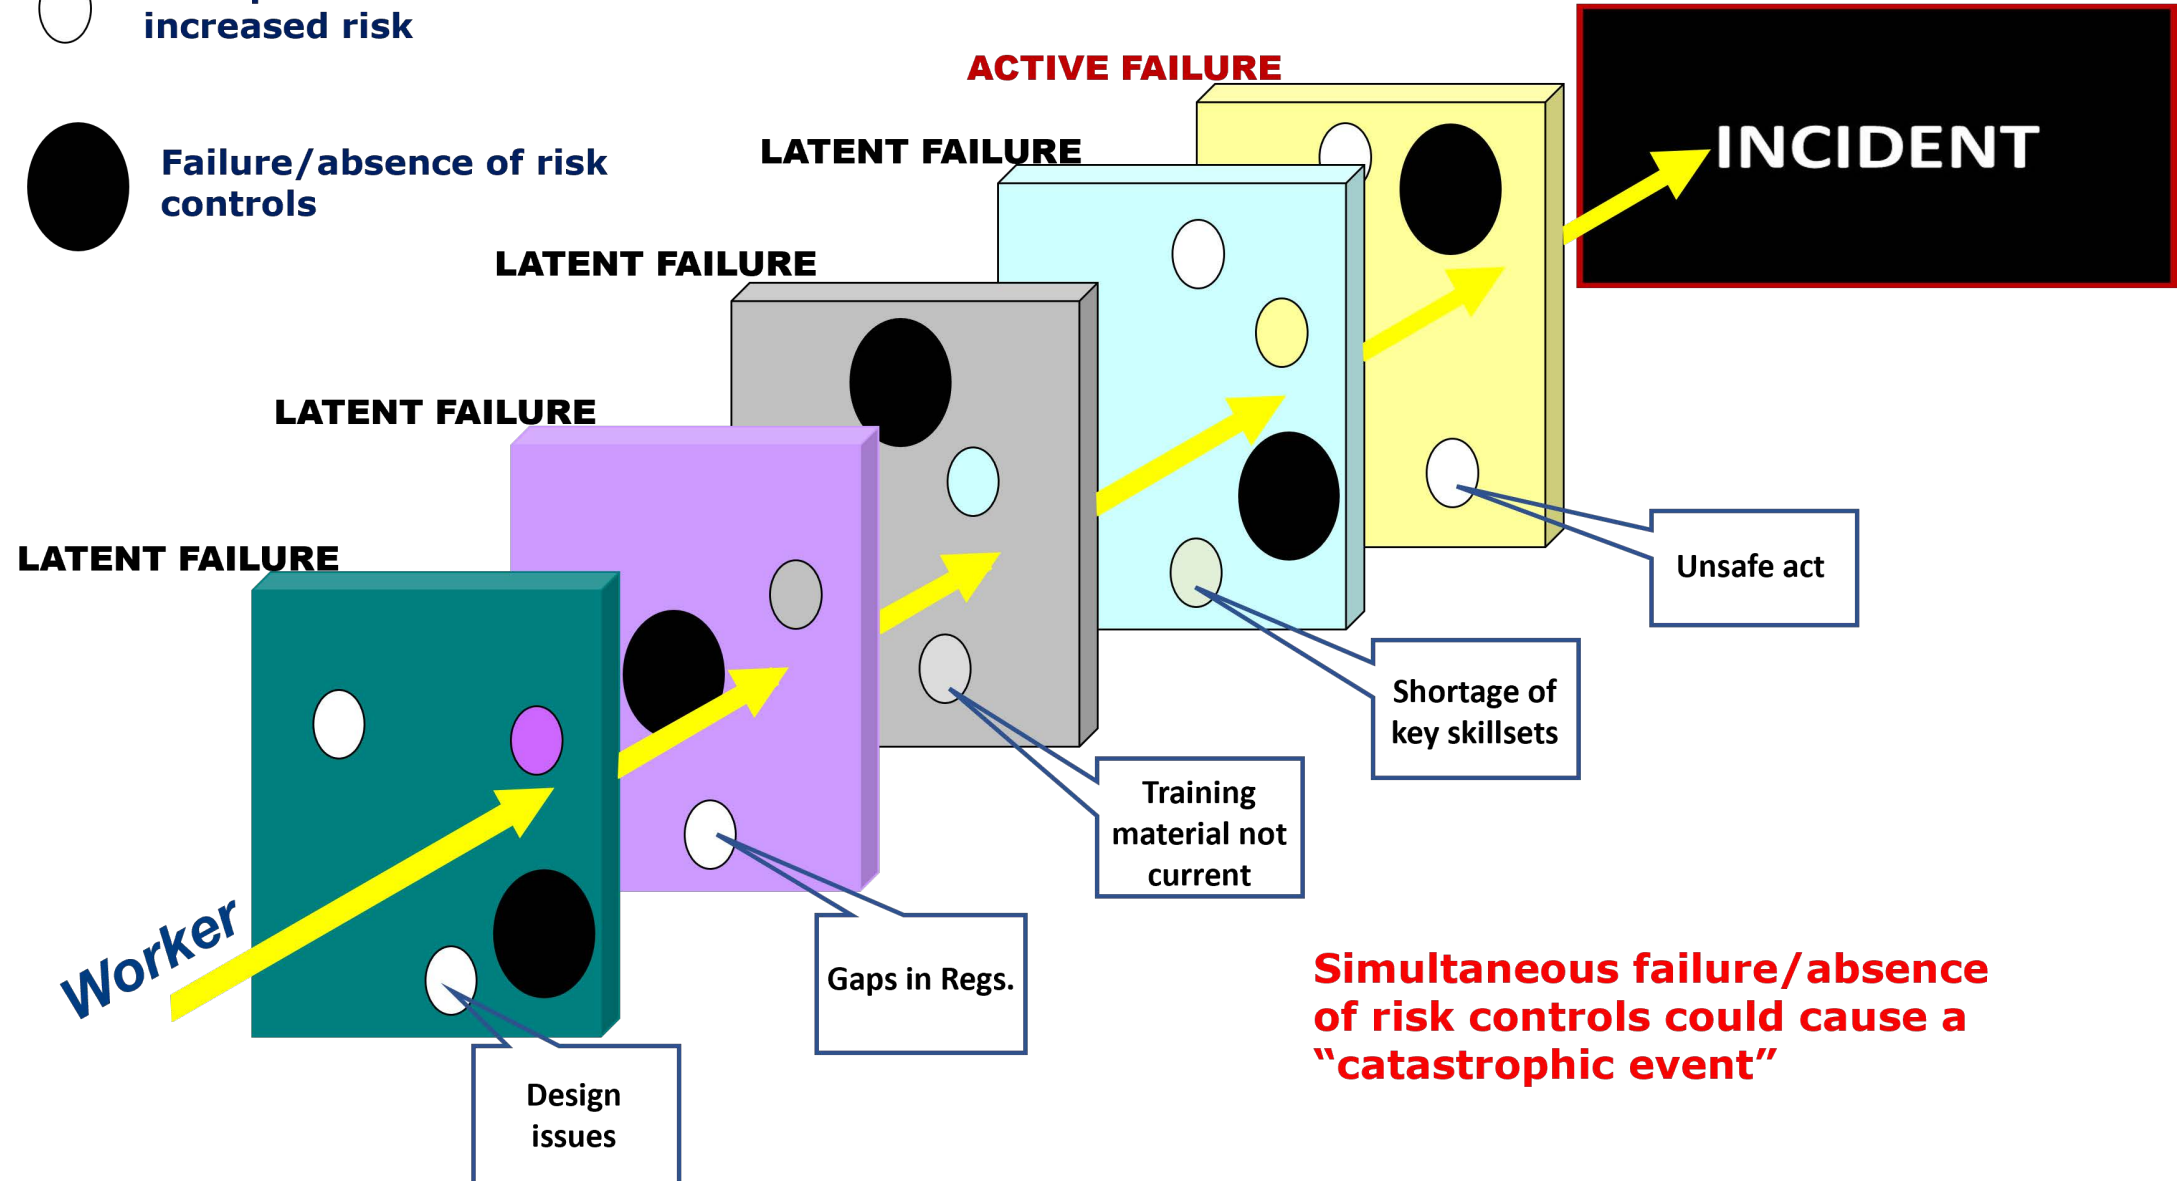 increased risk
Failure/absence of risk
controls
ACTIVE FAILURE
LATENT FAILURE
LATENT FAILURE
LATENT FAILURE
LATENT FAILURE
INCIDENT
Worker
Unsafe act
Shortage of
key skillsets
Training
material not
current
Gaps in Regs.
Design
issues
Simultaneous failure/absence
of risk controls could cause a
“catastrophic event”